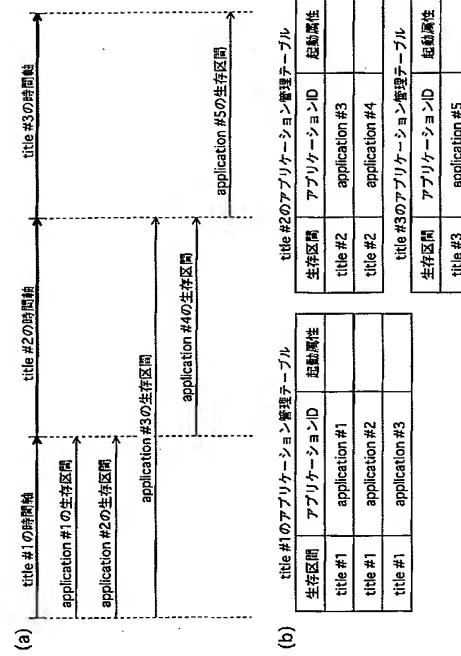 (a)
title #1の時間軸
title #2の時間軸
title #3の時間軸
application #1の生存区間
application #2の生存区間
application #3の生存区間
application #4の生存区間
application #5の生存区間
(b)
title #1のアプリケーション管理テーブル
生存区間 アプリケーションID 起動属性
title #1 application #1
title #1 application #2
title #1 application #3
title #2のアプリケーション管理テーブル
生存区間 アプリケーションID 起動属性
title #2 application #3
title #2 application #4
title #3のアプリケーション管理テーブル
生存区間 アプリケーションID 起動属性
title #3 application #5